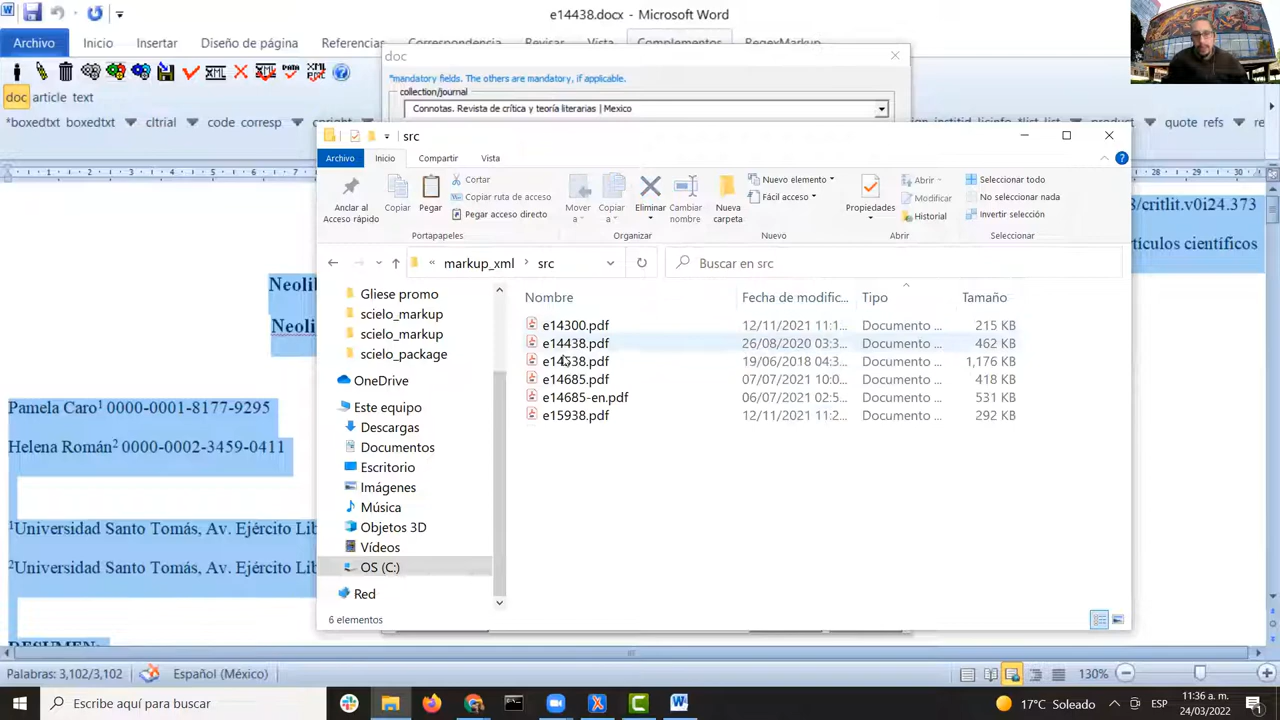 e14438.docx - Microsoft Word
Archivo Inicio Insertar Diseño de página Referencias Correspondencia Revisar Vista Complementos RegexMarkup
doc
*mandatory fields. The others are mandatory, if applicable.
collection/journal
Connotas. Revista de crítica y teoría literarias | Mexico
doc article text
*boxedtxt boxedtxt cltrial code corresp
quote refs
src
Archivo Inicio Compartir Vista
Anclar al Acceso rápido
Copiar
Pegar
Cortar
Copiar ruta de acceso
Pegar acceso directo
Mover a
Copiar a
Eliminar
Cambiar nombre
Nueva carpeta
Nuevo elemento
Fácil acceso
Propiedades
Abrir
Modificar
Historial
Seleccionar todo
No seleccionar nada
Invertir selección
Portapapeles Organizar Nuevo Abrir Seleccionar
« markup_xml › src
Buscar en src
Nombre Fecha de modific... Tipo Tamaño
e14300.pdf 12/11/2021 11:1... Documento ... 215 KB
e14438.pdf 26/08/2020 03:3... Documento ... 462 KB
19/06/2018 04:3... Documento ... 1,176 KB
e14685.pdf 07/07/2021 10:0... Documento ... 418 KB
e14685-en.pdf 06/07/2021 02:5... Documento ... 531 KB
e15938.pdf 12/11/2021 11:2... Documento ... 292 KB
Gliese promo
scielo_markup
scielo_markup
scielo_package
OneDrive
Este equipo
Descargas
Documentos
Escritorio
Imágenes
Música
Objetos 3D
Vídeos
OS (C:)
Red
6 elementos
8/critlit.v0i24.373
rtículos científicos
Neoli
Neoli
Pamela Caro¹ 0000-0001-8177-9295
Helena Román² 0000-0002-3459-0411
¹Universidad Santo Tomás, Av. Ejército Lib
²Universidad Santo Tomás, Av. Ejército Lib
RESUMEN:
Palabras: 3,102/3,102 Español (México) 130%
Escribe aquí para buscar
17°C Soleado
ESP
11:36 a. m.
24/03/2022